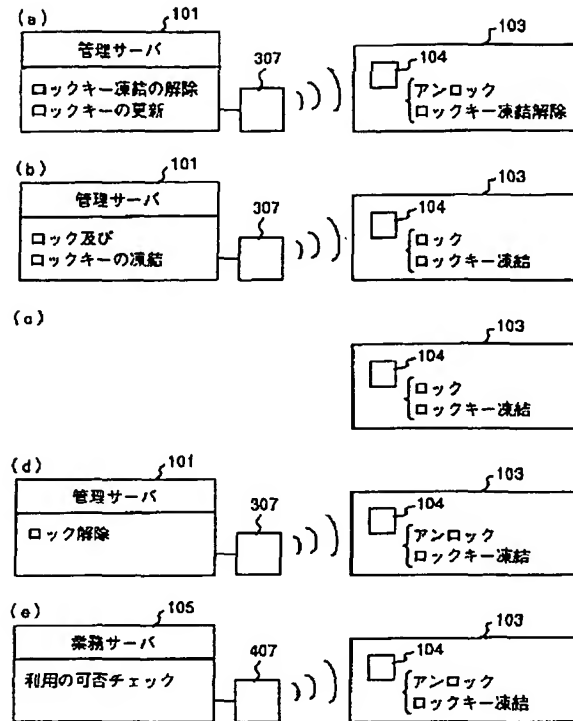 (a)
101
103
管理サーバ
307
104
ロックキー凍結の解除
ロックキーの更新
アンロック
ロックキー凍結解除
(b)
101
103
管理サーバ
307
104
ロック及び
ロックキーの凍結
ロック
ロックキー凍結
(c)
103
104
ロック
ロックキー凍結
(d)
101
103
管理サーバ
307
104
ロック解除
アンロック
ロックキー凍結
(e)
105
103
業務サーバ
407
104
利用の可否チェック
アンロック
ロックキー凍結